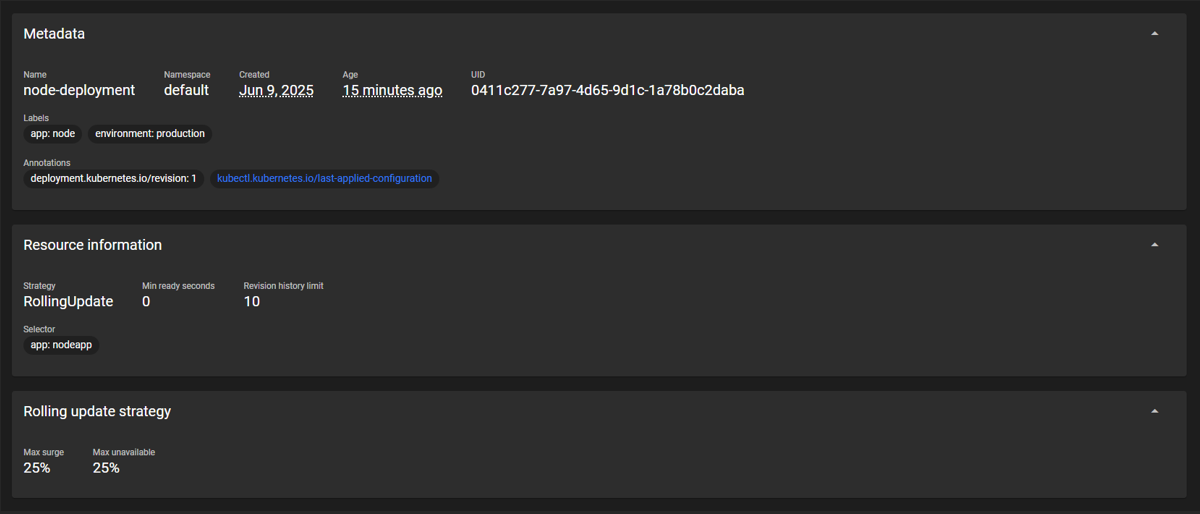 Metadata
Name Namespace Created Age UID
node-deployment default Jun 9, 2025 15 minutes ago 0411c277-7a97-4d65-9d1c-1a78b0c2daba
Labels
app: node environment: production
Annotations
deployment.kubernetes.io/revision: 1 kubectl.kubernetes.io/last-applied-configuration
Resource information
Strategy Min ready seconds Revision history limit
RollingUpdate 0 10
Selector
app: nodeapp
Rolling update strategy
Max surge Max unavailable
25% 25%